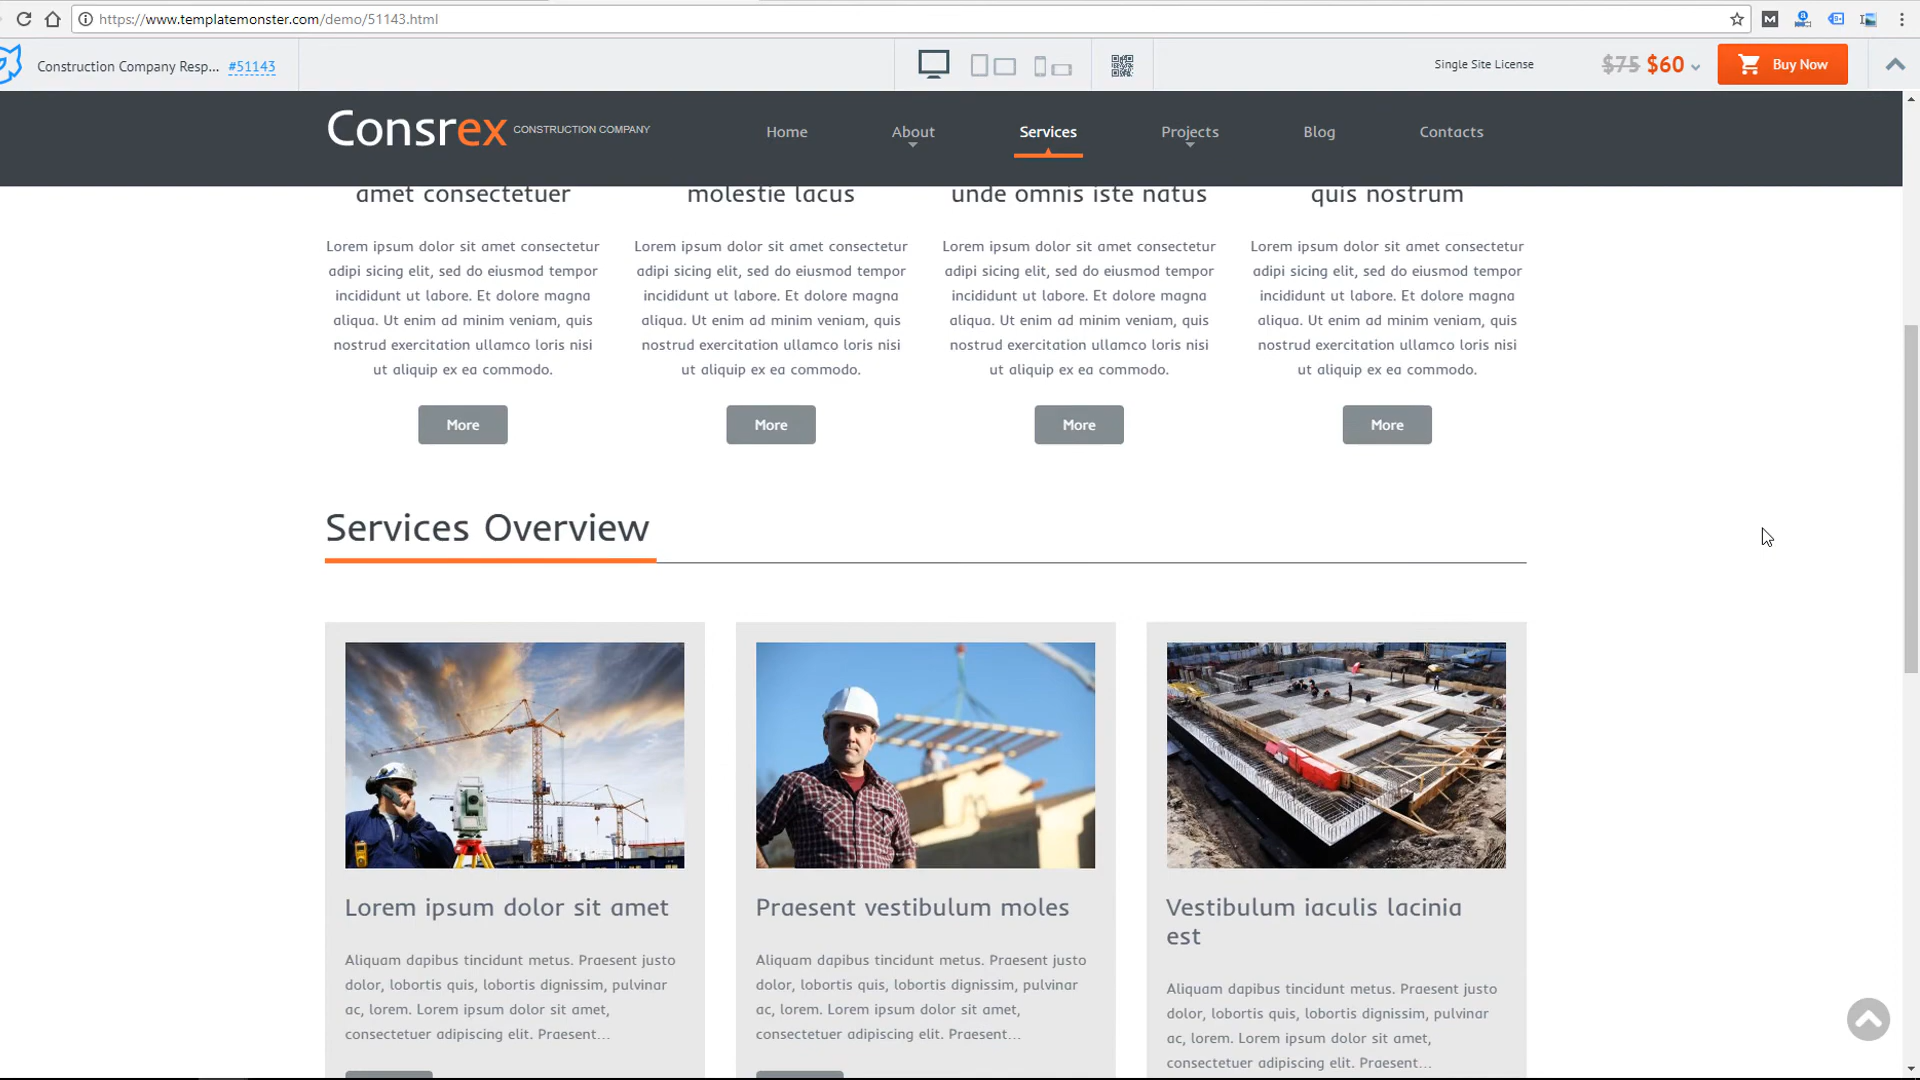 https://www.templatemonster.com/demo/51143.html
Construction Company Resp... #51143
Single Site License
$75 $60
Buy Now
Consrex CONSTRUCTION COMPANY
Home
About
Services
Projects
Blog
Contacts
amet consectetuer
Lorem ipsum dolor sit amet consectetur
adipi sicing elit, sed do eiusmod tempor
incididunt ut labore. Et dolore magna
aliqua. Ut enim ad minim veniam, quis
nostrud exercitation ullamco loris nisi
ut aliquip ex ea commodo.
More
molestie lacus
Lorem ipsum dolor sit amet consectetur
adipi sicing elit, sed do eiusmod tempor
incididunt ut labore. Et dolore magna
aliqua. Ut enim ad minim veniam, quis
nostrud exercitation ullamco loris nisi
ut aliquip ex ea commodo.
More
unde omnis iste natus
Lorem ipsum dolor sit amet consectetur
adipi sicing elit, sed do eiusmod tempor
incididunt ut labore. Et dolore magna
aliqua. Ut enim ad minim veniam, quis
nostrud exercitation ullamco loris nisi
ut aliquip ex ea commodo.
More
quis nostrum
Lorem ipsum dolor sit amet consectetur
adipi sicing elit, sed do eiusmod tempor
incididunt ut labore. Et dolore magna
aliqua. Ut enim ad minim veniam, quis
nostrud exercitation ullamco loris nisi
ut aliquip ex ea commodo.
More
Services Overview
Lorem ipsum dolor sit amet
Aliquam dapibus tincidunt metus. Praesent justo
dolor, lobortis quis, lobortis dignissim, pulvinar
ac, lorem. Lorem ipsum dolor sit amet,
consectetuer adipiscing elit. Praesent...
Praesent vestibulum moles
Aliquam dapibus tincidunt metus. Praesent justo
dolor, lobortis quis, lobortis dignissim, pulvinar
ac, lorem. Lorem ipsum dolor sit amet,
consectetuer adipiscing elit. Praesent...
Vestibulum iaculis lacinia
est
Aliquam dapibus tincidunt metus. Praesent justo
dolor, lobortis quis, lobortis dignissim, pulvinar
ac, lorem. Lorem ipsum dolor sit amet,
consectetuer adipiscing elit. Praesent...